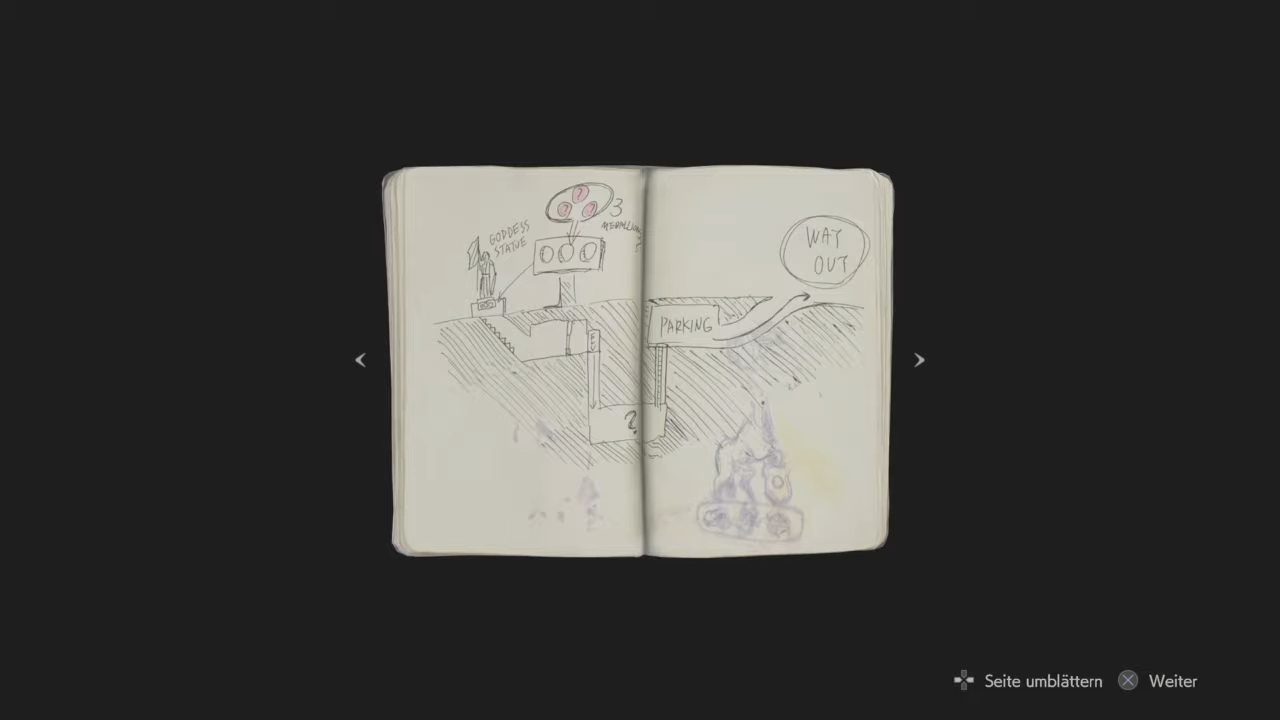 3
MEDALLIONS
?
GODDESS
STATUE
WAY
OUT
PARKING
?
Seite umblättern
Weiter